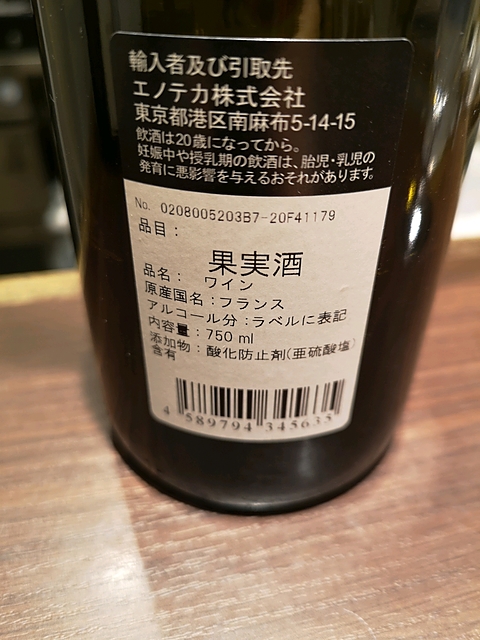 輸入者及び引取先
エノテカ株式会社
東京都港区南麻布5-14-15
飲酒は20歳になってから。
妊娠中や授乳期の飲酒は、胎児・乳児の
発育に悪影響を与えるおそれがあります。
No. 0208005203B7-20F41179
品目：
果実酒
品名： ワイン
原産国名：フランス
アルコール分：ラベルに表記
内容量：750 ml
添加物：酸化防止剤(亜硫酸塩)
含有
4 589794 345635